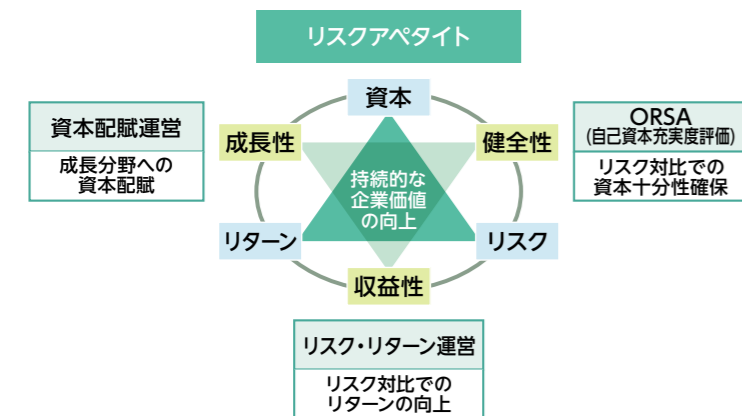 リスクアペタイト
資本
資本配賦運営
成長分野への
資本配賦
成長性
健全性
ORSA
(自己資本充実度評価)
リスク対比での
資本十分性確保
持続的な
企業価値
の向上
リターン
リスク
収益性
リスク・リターン運営
リスク対比での
リターンの向上